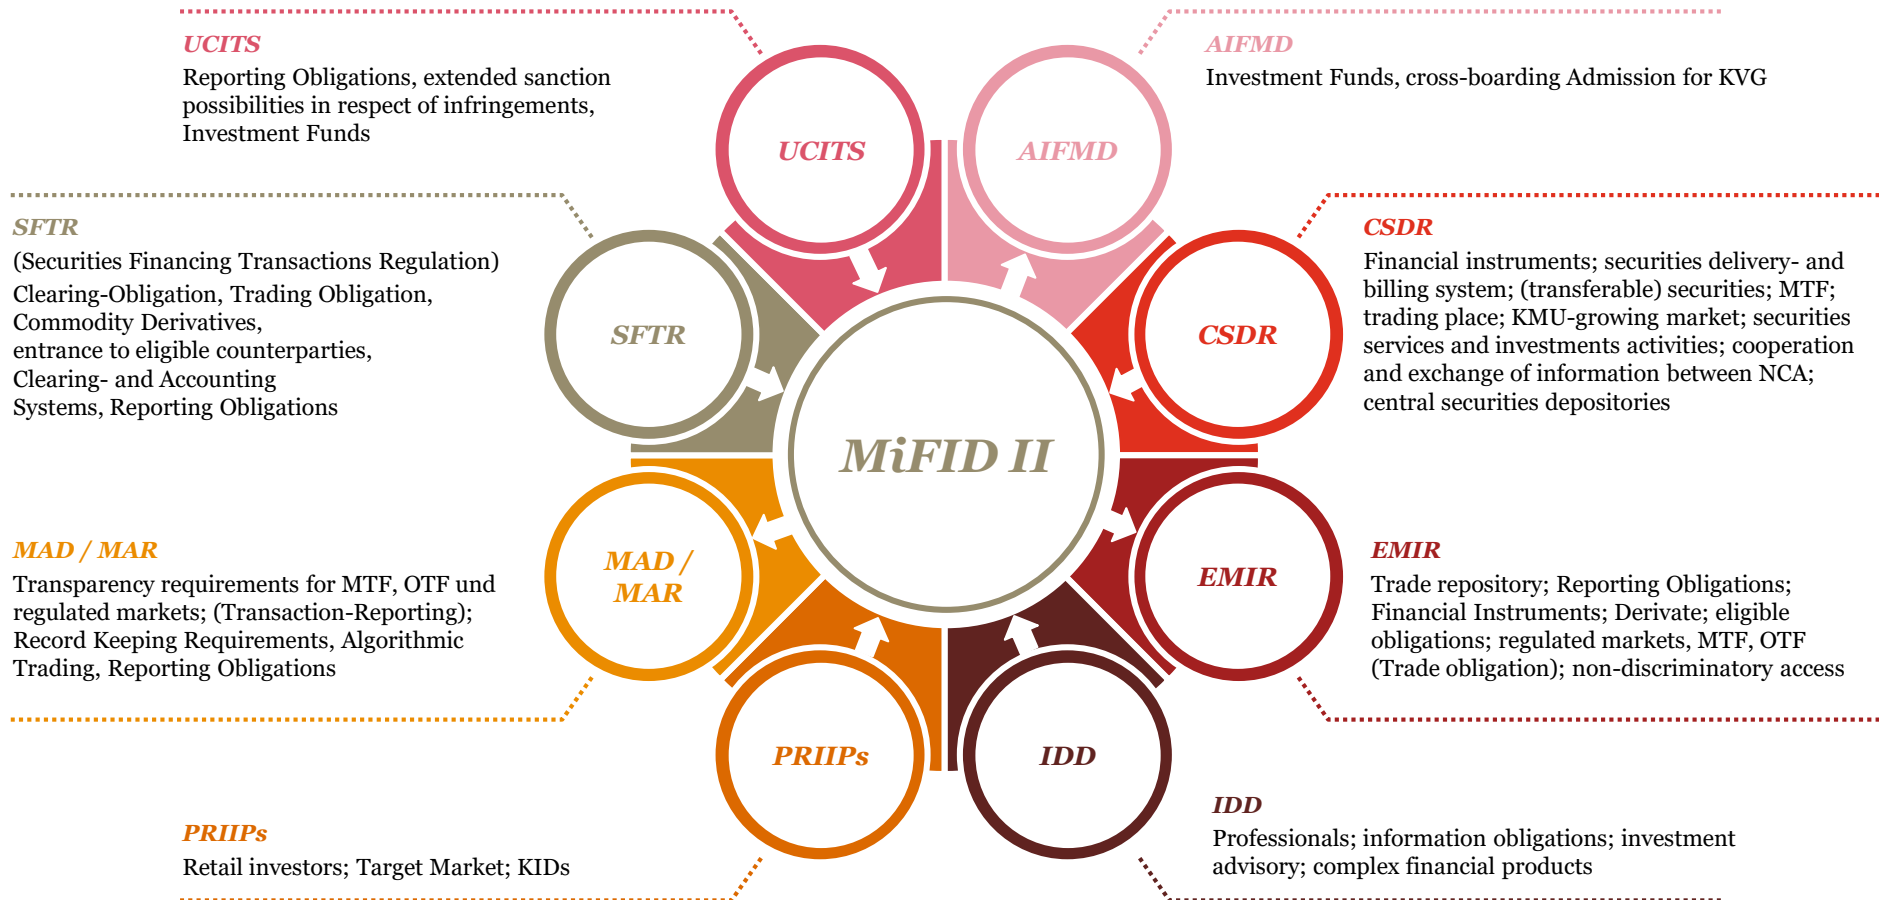 UCITS
Reporting Obligations, extended sanction
possibilities in respect of infringements,
Investment Funds
AIFMD
Investment Funds, cross-boarding Admission for KVG
UCITS
AIFMD
SFTR
(Securities Financing Transactions Regulation)
Clearing-Obligation, Trading Obligation,
Commodity Derivatives,
entrance to eligible counterparties,
Clearing- and Accounting
Systems, Reporting Obligations
SFTR
CSDR
CSDR
Financial instruments; securities delivery- and
billing system; (transferable) securities; MTF;
trading place; KMU-growing market; securities
services and investments activities; cooperation
and exchange of information between NCA;
central securities depositories
MiFID II
MAD / MAR
Transparency requirements for MTF, OTF und
regulated markets; (Transaction-Reporting);
Record Keeping Requirements, Algorithmic
Trading, Reporting Obligations
MAD /
MAR
EMIR
EMIR
Trade repository; Reporting Obligations;
Financial Instruments; Derivate; eligible
obligations; regulated markets, MTF, OTF
(Trade obligation); non-discriminatory access
PRIIPs
IDD
PRIIPs
Retail investors; Target Market; KIDs
IDD
Professionals; information obligations; investment
advisory; complex financial products